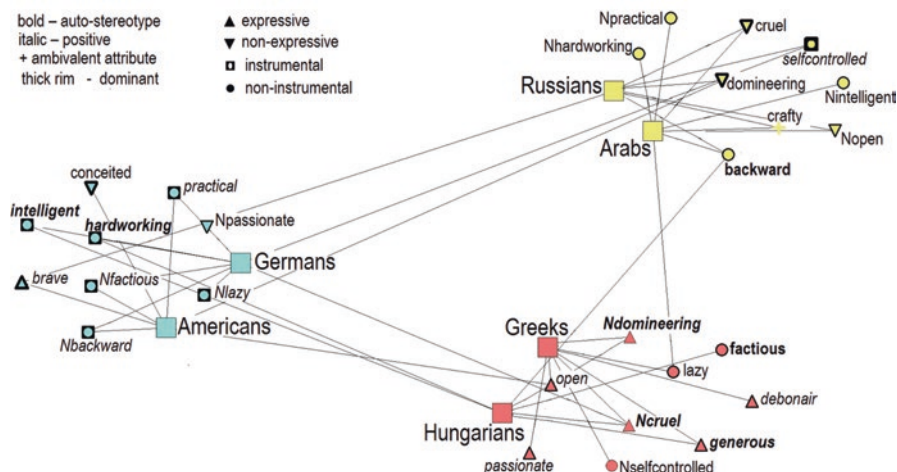 bold – auto-stereotype
italic – positive
+ ambivalent attribute
thick rim - dominant
expressive
non-expressive
instrumental
non-instrumental
Npractical
cruel
Nhardworking
selfcontrolled
Russians
domineering
Nintelligent
crafty
Arabs
Nopen
backward
conceited
practical
intelligent
hardworking
Npassionate
Germans
brave
Nfactious
Nlazy
Americans
Nbackward
Greeks
Ndomineering
factious
lazy
open
debonair
Hungarians
Ncruel
generous
passionate
Nselfcontrolled